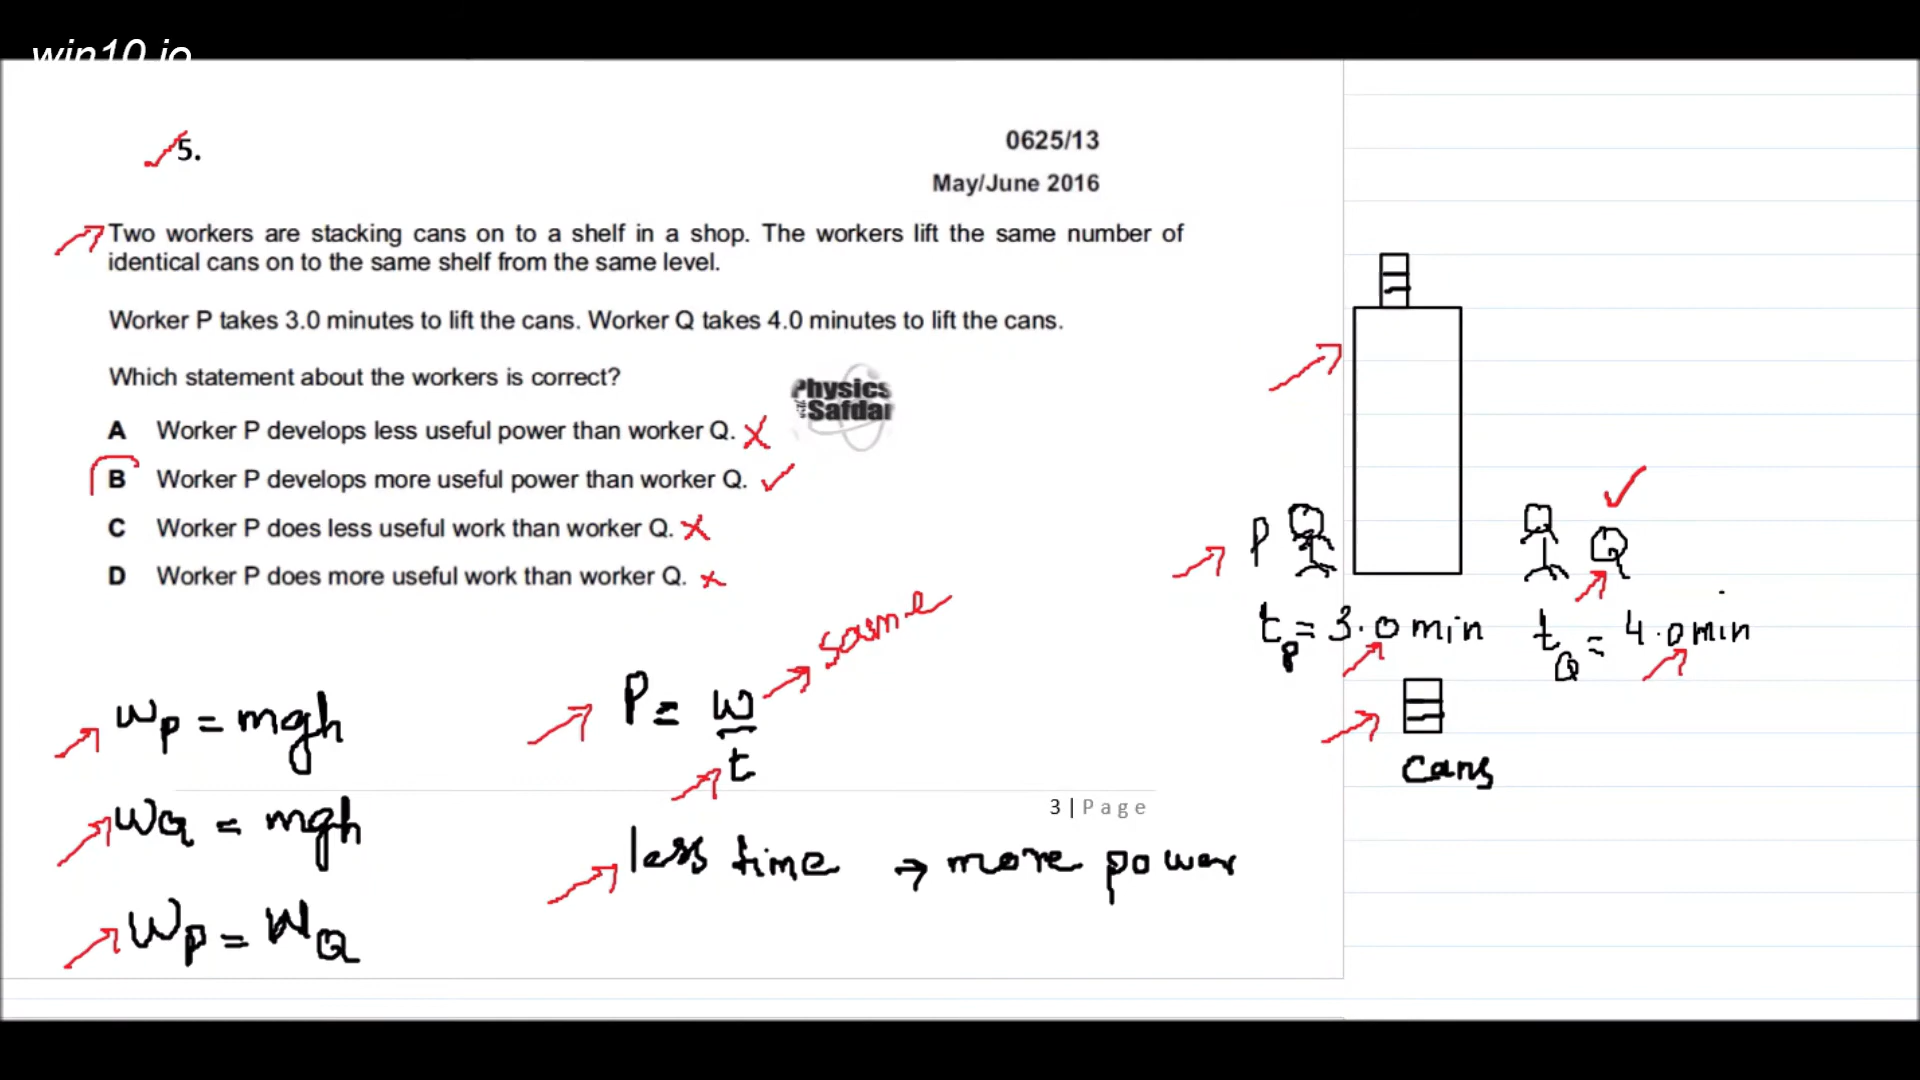 win10.io
5.
0625/13
May/June 2016
Two workers are stacking cans on to a shelf in a shop. The workers lift the same number of
identical cans on to the same shelf from the same level.
Worker P takes 3.0 minutes to lift the cans. Worker Q takes 4.0 minutes to lift the cans.
Which statement about the workers is correct?
Physics
Safdar
A Worker P develops less useful power than worker Q.
B Worker P develops more useful power than worker Q.
C Worker P does less useful work than worker Q.
D Worker P does more useful work than worker Q.
P
Q
tP = 3.0 min
tQ = 4.0 min
cans
same
P = w/t
wP = mgh
wQ = mgh
wP = wQ
3 | Page
less time → more power